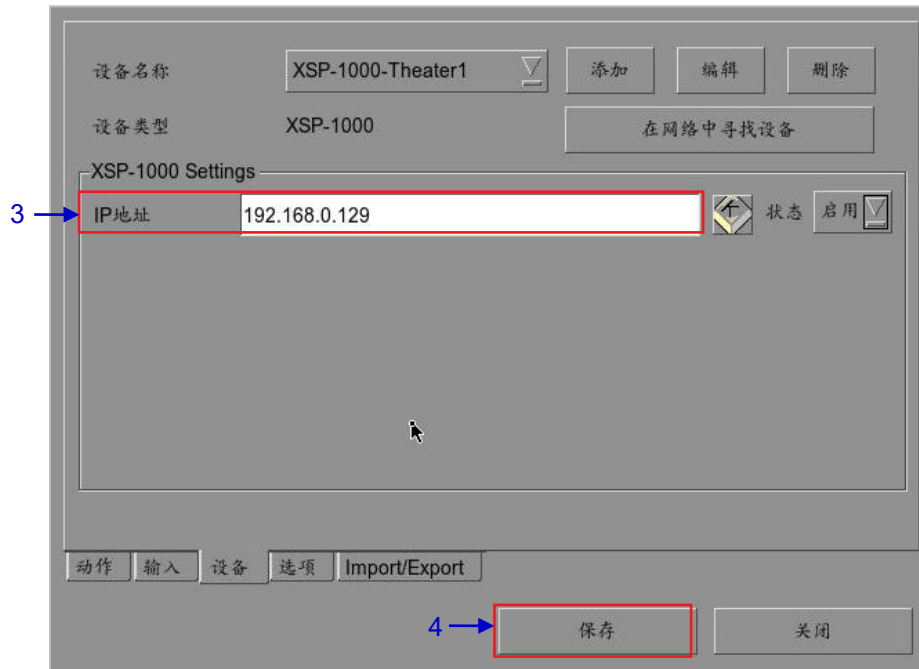 设备名称 XSP-1000-Theater1 添加 编辑 删除
设备类型 XSP-1000 在网络中寻找设备
XSP-1000 Settings
3 IP地址 192.168.0.129 个 状态 启用
动作 输入 设备 选项 Import/Export
4 保存 关闭